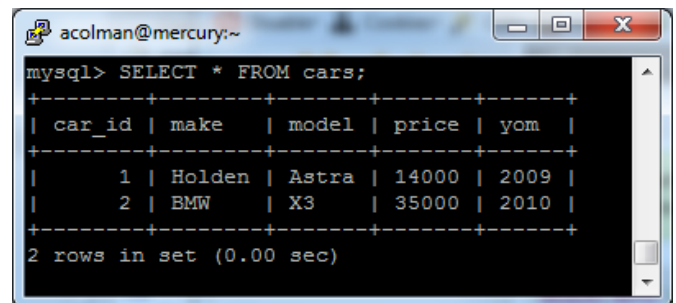 acolman@mercury:~
mysql> SELECT * FROM cars;
+--------+--------+-------+-------+------+
| car_id | make   | model | price | yom  |
+--------+--------+-------+-------+------+
|      1 | Holden | Astra | 14000 | 2009 |
|      2 | BMW    | X3    | 35000 | 2010 |
+--------+--------+-------+-------+------+
2 rows in set (0.00 sec)